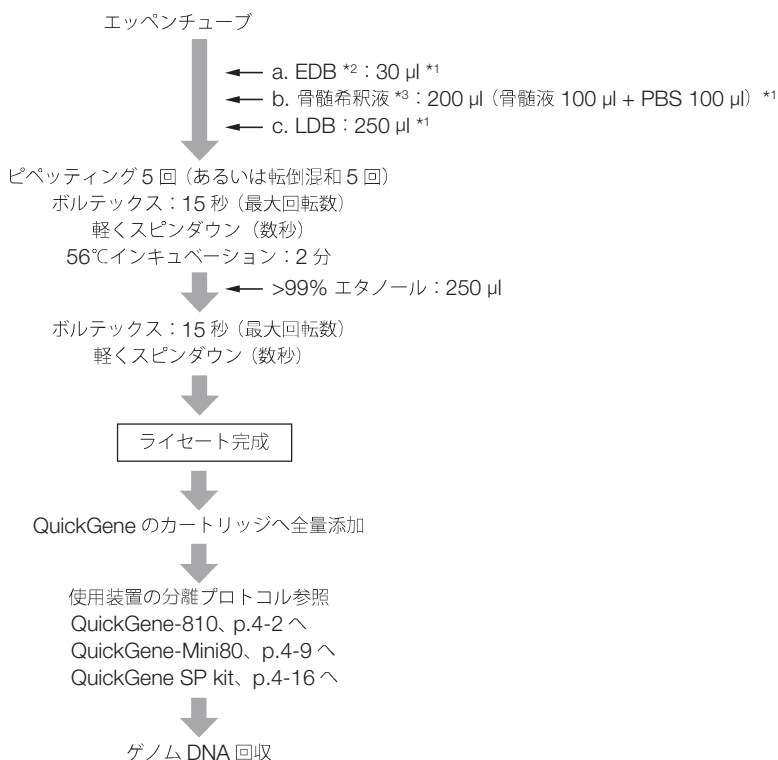 エッペンチューブ
a. EDB *2：30 μl *1
b. 骨髄希釈液 *3：200 μl（骨髄液 100 μl + PBS 100 μl）*1
c. LDB：250 μl *1
ピペッティング 5 回（あるいは転倒混和 5 回）
ボルテックス：15 秒（最大回転数）
軽くスピンダウン（数秒）
56℃インキュベーション：2 分
>99% エタノール：250 μl
ボルテックス：15 秒（最大回転数）
軽くスピンダウン（数秒）
ライセート完成
QuickGene のカートリッジへ全量添加
使用装置の分離プロトコル参照
QuickGene-810、p.4-2 へ
QuickGene-Mini80、p.4-9 へ
QuickGene SP kit、p.4-16 へ
ゲノム DNA 回収